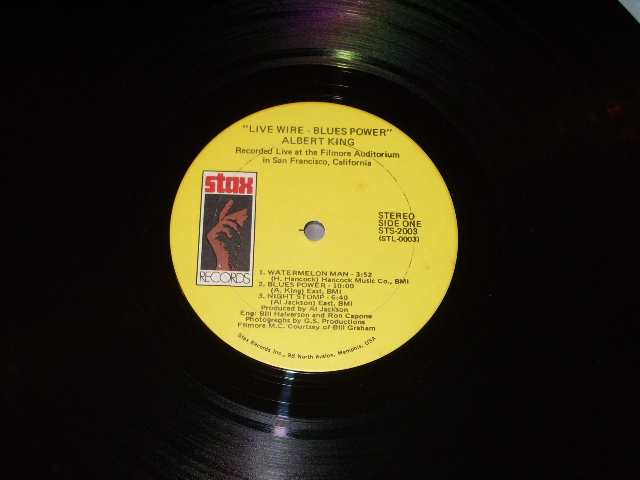 "LIVE WIRE - BLUES POWER"
ALBERT KING
Recorded Live at the Filmore Auditorium
in San Francisco, California
stax
RECORDS
STEREO
SIDE ONE
STS-2003
(STL-0003)
1. WATERMELON MAN - 3:52
(H. Hancock) Hancock Music Co., BMI
2. BLUES POWER - 10:00
(A. King) East, BMI
3. NIGHT STOMP - 6:40
(Al Jackson) East, BMI
Produced by Al Jackson
Eng: Bill Halverson and Ron Capone
Photographs by G.S. Productions
Filmore M.C. Courtesy of Bill Graham
Stax Records Inc., 98 North Avalon, Memphis, USA